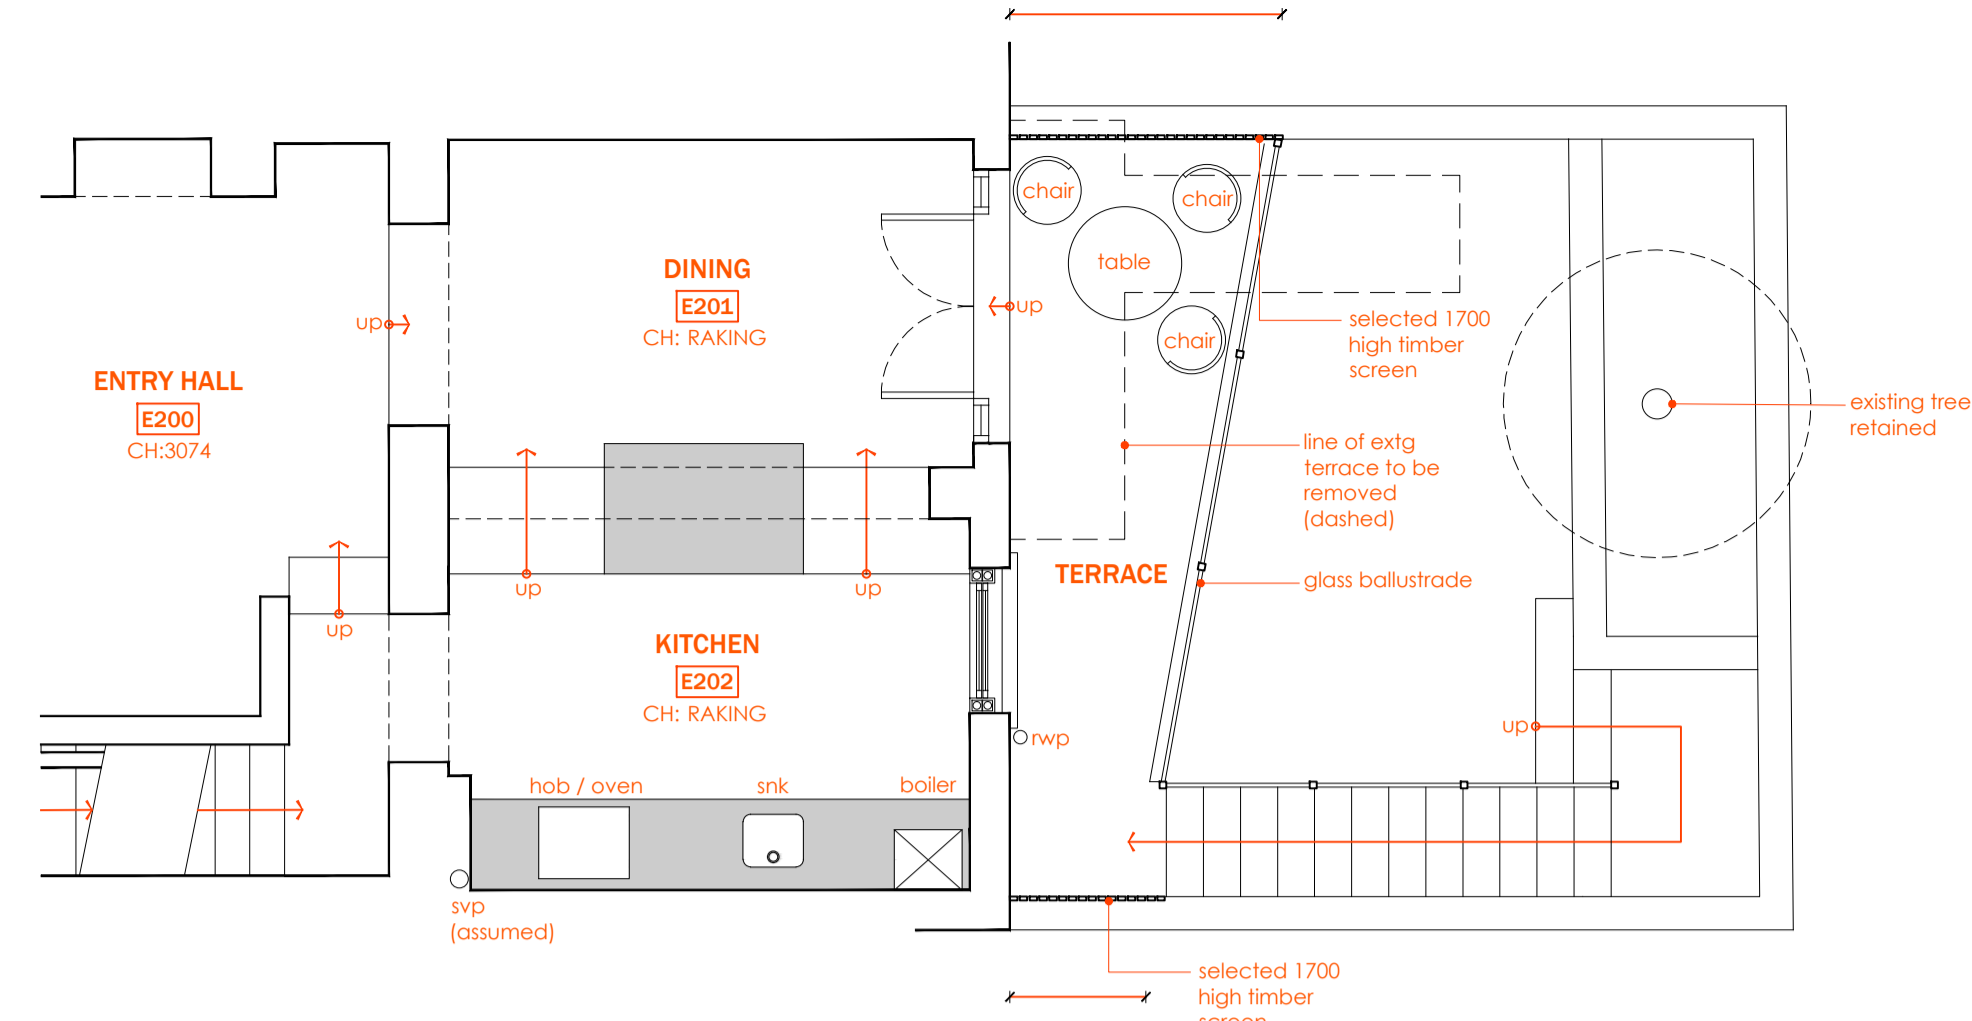 chair
chair
table
DINING
E201
CH: RAKING
up
up
chair
selected 1700
high timber
screen
ENTRY HALL
E200
CH:3074
existing tree
retained
line of extg
terrace to be
removed
(dashed)
TERRACE
glass ballustrade
up
up
up
KITCHEN
E202
CH: RAKING
up
rwp
hob / oven
snk
boiler
svp
(assumed)
selected 1700
high timber
screen